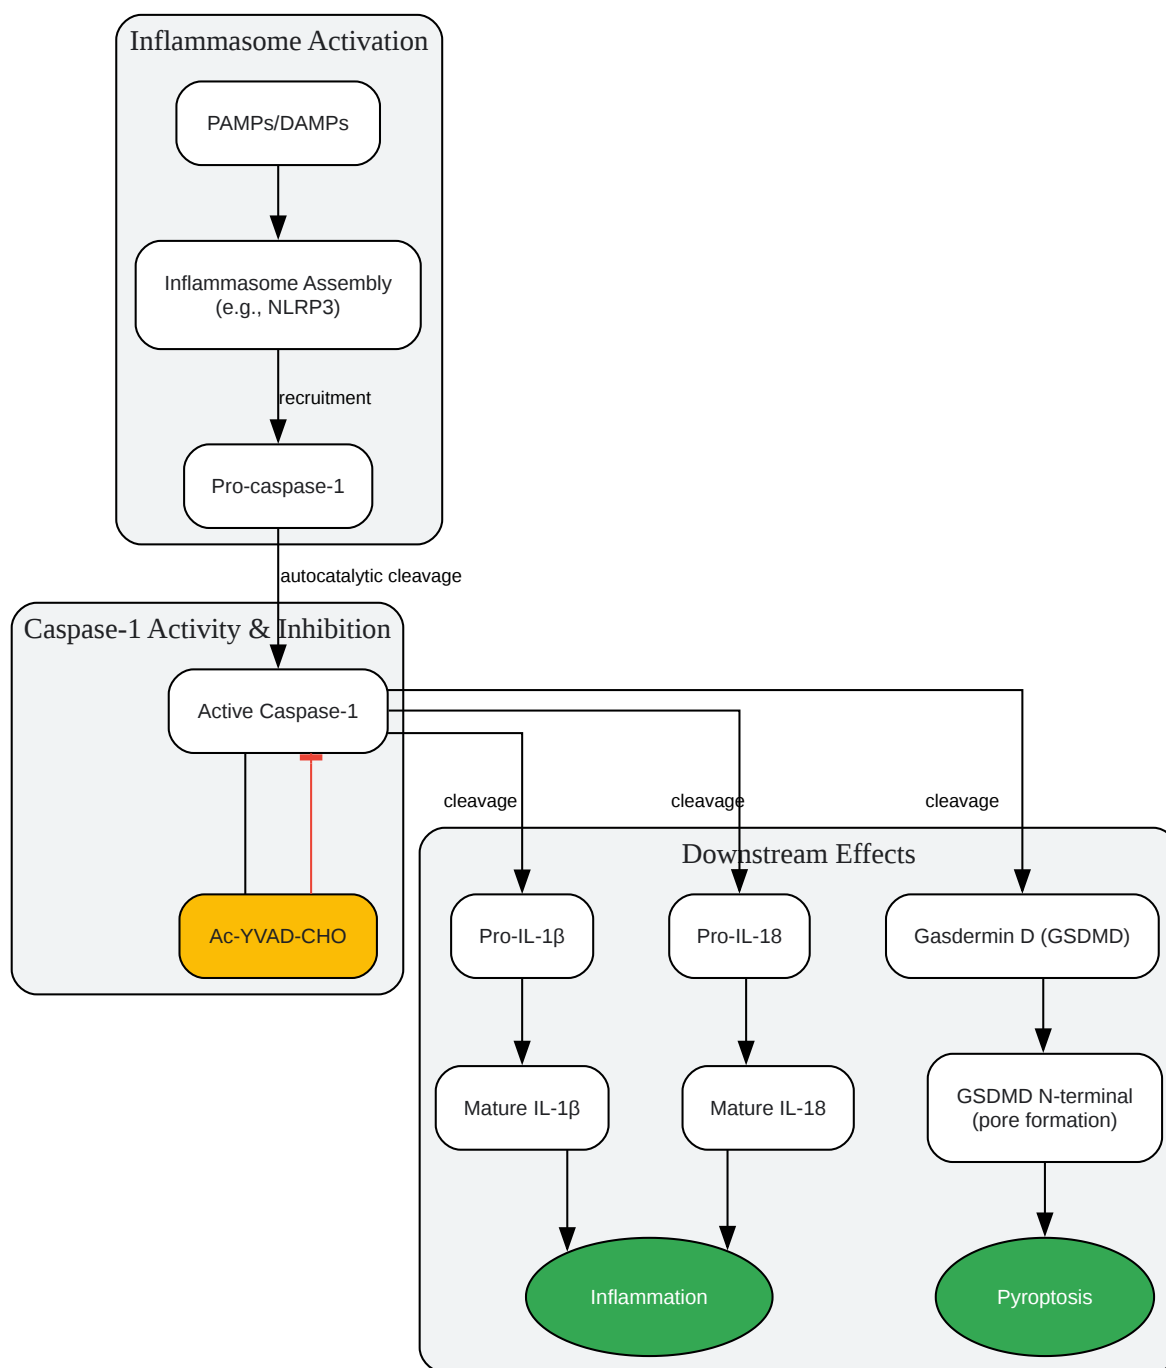 Inflammasome Activation
PAMPs/DAMPs
Inflammasome Assembly
(e.g., NLRP3)
recruitment
Pro-caspase-1
autocatalytic cleavage
Caspase-1 Activity & Inhibition
Active Caspase-1
cleavage
cleavage
cleavage
Downstream Effects
Ac-YVAD-CHO
Pro-IL-1β
Pro-IL-18
Gasdermin D (GSDMD)
Mature IL-1β
Mature IL-18
GSDMD N-terminal
(pore formation)
Inflammation
Pyroptosis